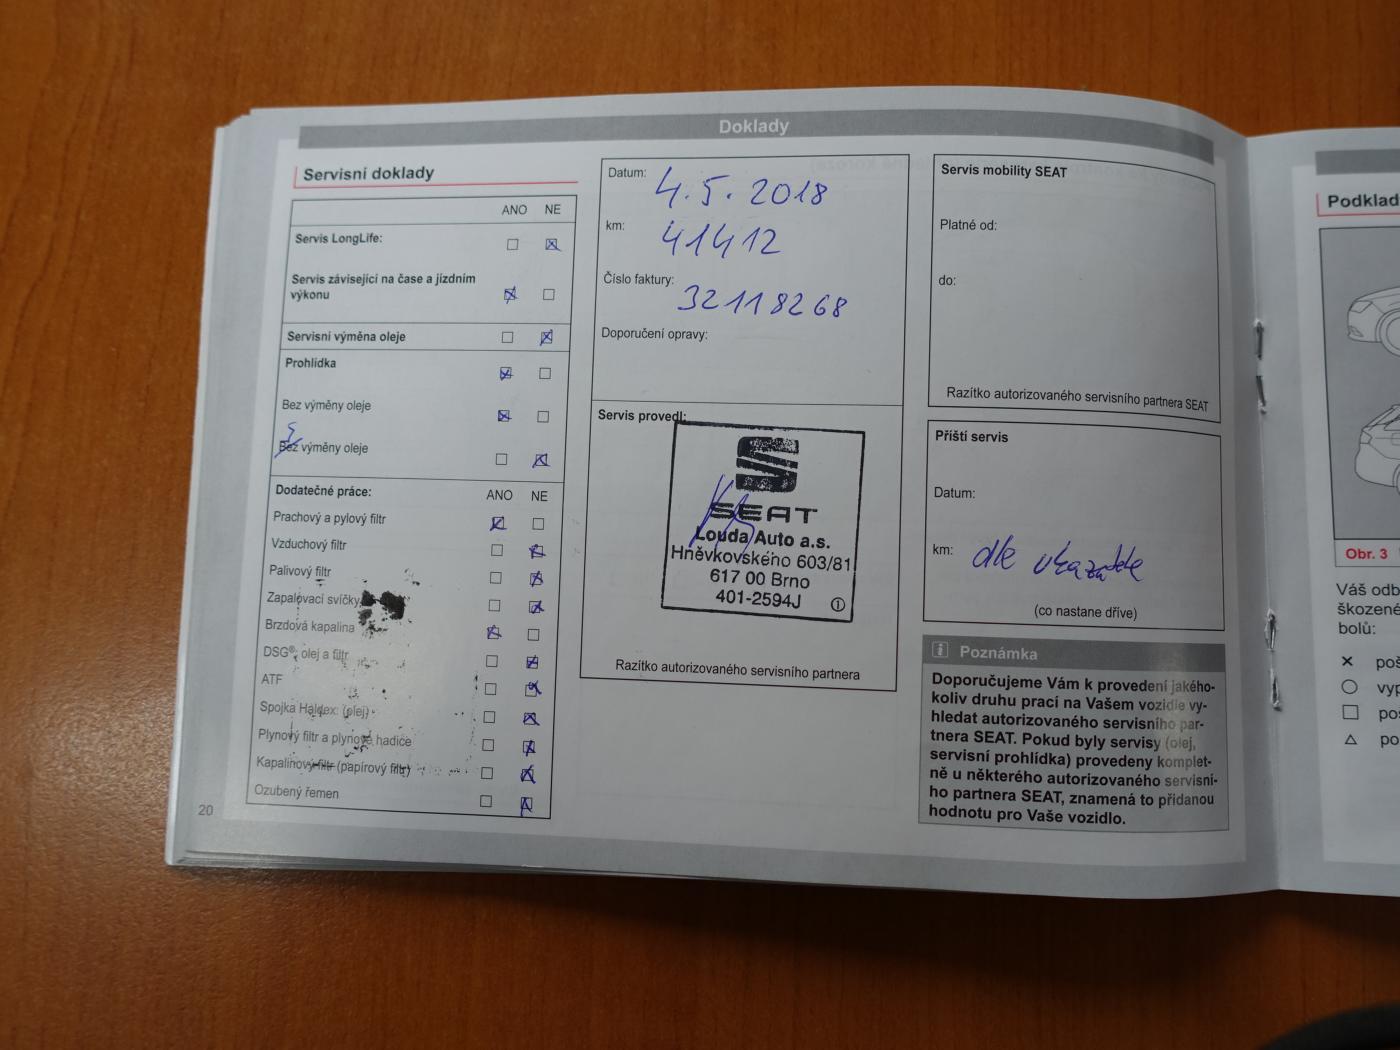 Doklady
Servisní doklady
ANO NE
Servis LongLife:
Servis závisející na čase a jízdním
výkonu
Servisní výměna oleje
Prohlídka
Bez výměny oleje
Bez výměny oleje
Dodatečné práce: ANO NE
Prachový a pylový filtr
Vzduchový filtr
Palivový filtr
Zapalovací svíčky
Brzdová kapalina
DSG®, olej a filtr
ATF
Spojka Haldex: (olej)
Plynový filtr a plynové hadice
Kapalinový filtr (papírový filtr)
Ozubený řemen
20
Datum: 4.5.2018
km: 41412
Číslo faktury: 32118268
Doporučení opravy:
Servis provedl:
SEAT
Louda Auto a.s.
Hněvkovského 603/81
617 00 Brno
401-2594J ①
Razítko autorizovaného servisního partnera
Servis mobility SEAT
Platné od:
do:
Razítko autorizovaného servisního partnera SEAT
Příští servis
Datum:
km: dle ukazatele
(co nastane dříve)
i Poznámka
Doporučujeme Vám k provedení jakého-
koliv druhu prací na Vašem vozidle vy-
hledat autorizovaného servisního par-
tnera SEAT. Pokud byly servisy (olej,
servisní prohlídka) provedeny komplet-
ně u některého autorizovaného servisní-
ho partnera SEAT, znamená to přidanou
hodnotu pro Vaše vozidlo.
Podklad
Obr. 3
Váš odb
škozené
bolů:
× poš
○ vyp
□ pos
△ po